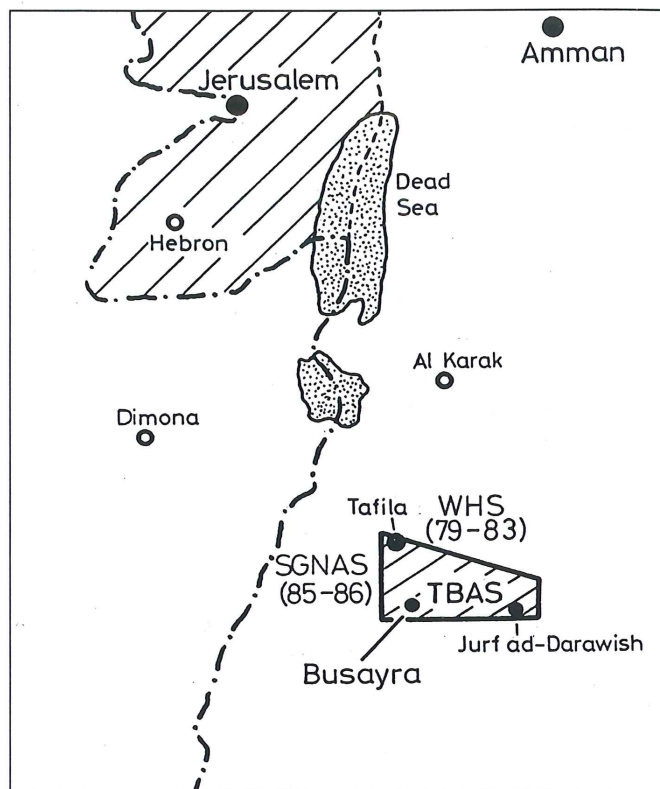 Amman
Jerusalem
Dead
Sea
Hebron
Al Karak
Dimona
Tafila
WHS
(79-83)
SGNAS
(85-86)
TBAS
Jurf ad-Darawish
Busayra